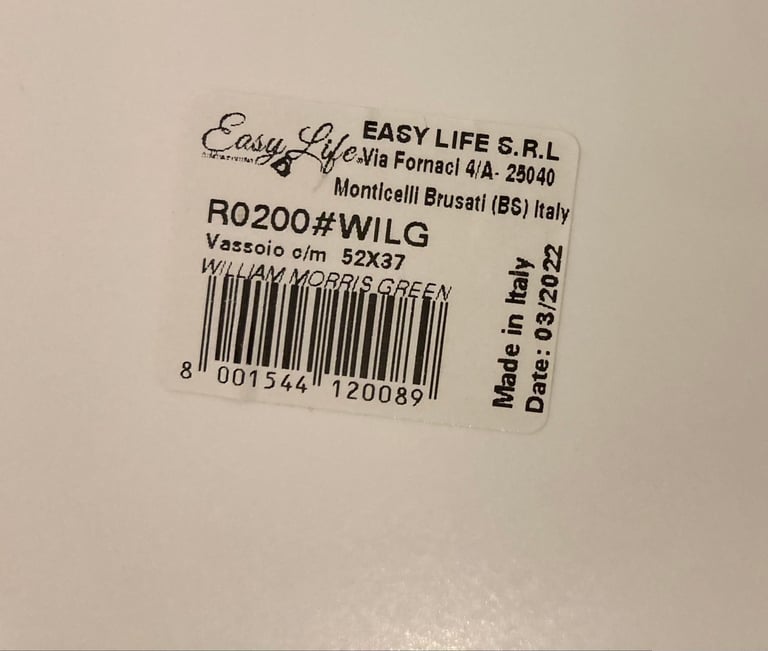 Easy Life
EASY LIFE S.R.L
Via Fornaci 4/A- 25040
Monticelli Brusati (BS) Italy
R0200#WILG
Vassoio c/m 52X37
WILLIAM MORRIS GREEN
8 001544 120089
Made in Italy
Date: 03/2022